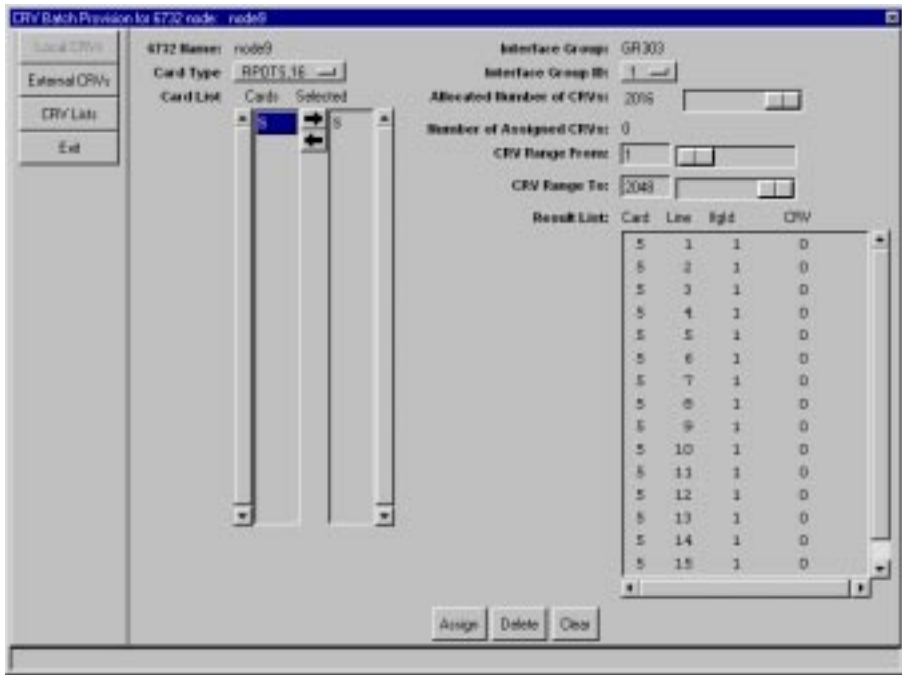 CRV Batch Provision for 6732 node: node9
Local CRVs
External CRVs
CRV Lists
Exit
6732 Name: node9
Card Type RPOTS.16
Card List Cards Selected
5 5
Interface Group: GR303
Interface Group ID: 1
Allocated Number of CRVs: 2016
Number of Assigned CRVs: 0
CRV Range From: 1
CRV Range To: 2048
Result List: Card Line IfgId CRV
5 1 1 0
5 2 1 0
5 3 1 0
5 4 1 0
5 5 1 0
5 6 1 0
5 7 1 0
5 8 1 0
5 9 1 0
5 10 1 0
5 11 1 0
5 12 1 0
5 13 1 0
5 14 1 0
5 15 1 0
Assign Delete Clear